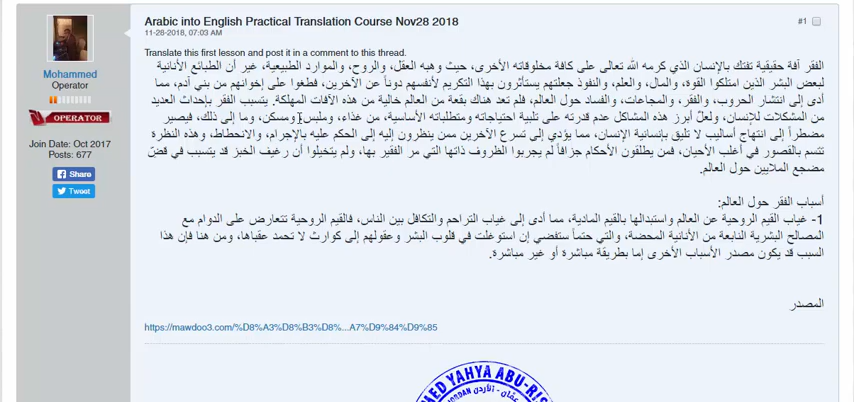 Arabic into English Practical Translation Course Nov28 2018
#1
11-28-2018, 07:03 AM
Mohammed
Operator
OPERATOR
Join Date: Oct 2017
Posts: 677
Share
Tweet
Translate this first lesson and post it in a comment to this thread.
الفقر آفة حقيقية تفتك بالإنسان الذي كرمه الله تعالى على كافة مخلوقاته الأخرى، حيث وهبه العقل، والروح، والموارد الطبيعية، غير أن الطبائع الأنانية
لبعض البشر الذين امتلكوا القوة، والمال، والعلم، والنفوذ جعلتهم يستأثرون بهذا التكريم لأنفسهم دوناً عن الآخرين، فطغوا على إخوانهم من بني آدم، مما
أدى إلى انتشار الحروب، والفقر، والمجاعات، والفساد حول العالم، فلم تعد هناك بقعة من العالم خالية من هذه الآفات المهلكة. يتسبب الفقر بإحداث العديد
من المشكلات للإنسان، ولعلّ أبرز هذه المشاكل عدم قدرته على تلبية احتياجاته ومتطلباته الأساسية، من غذاء، وملبس، ومسكن، وما إلى ذلك، فيصير
مضطراً إلى انتهاج أساليب لا تليق بإنسانية الإنسان، مما يؤدي إلى تسرع الآخرين ممن ينظرون إليه إلى الحكم عليه بالإجرام، والانحطاط، وهذه النظرة
تتسم بالقصور في أغلب الأحيان، فمن يطلقون الأحكام جزافاً لم يجربوا الظروف ذاتها التي مر الفقير بها، ولم يتخيلوا أن رغيف الخبز قد يتسبب في قضّ
مضجع الملايين حول العالم.
أسباب الفقر حول العالم:
1- غياب القيم الروحية عن العالم واستبدالها بالقيم المادية، مما أدى إلى غياب التراحم والتكافل بين الناس، فالقيم الروحية تتعارض على الدوام مع
المصالح البشرية النابعة من الأنانية المحضة، والتي حتماً ستفضي إن استوغلت في قلوب البشر وعقولهم إلى كوارث لا تحمد عقباها، ومن هنا فإن هذا
السبب قد يكون مصدر الأسباب الأخرى إما بطريقة مباشرة أو غير مباشرة.
المصدر
https://mawdoo3.com/%D8%A3%D8%B3%D8%...A7%D9%84%D9%85
YAHYA ABU-RIS